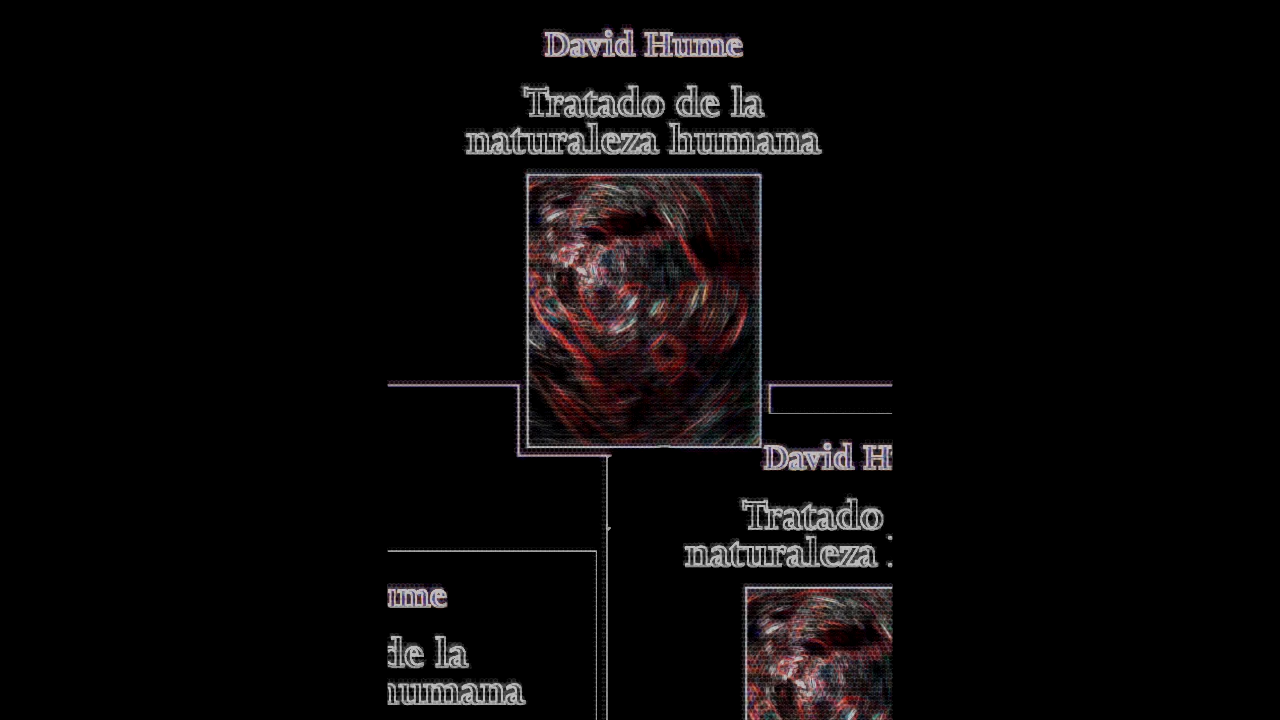 David Hume
Tratado de la
naturaleza humana
David H
Tratado
naturaleza
ume
de la
humana